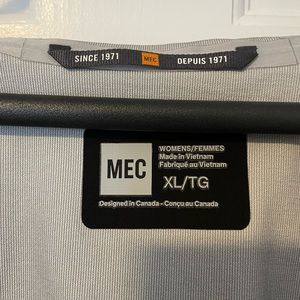 SINCE 1971 MEC DEPUIS 1971
MEC
WOMENS/FEMMES
Made in Vietnam
Fabriqué au Vietnam
XL/TG
Designed in Canada - Conçu au Canada